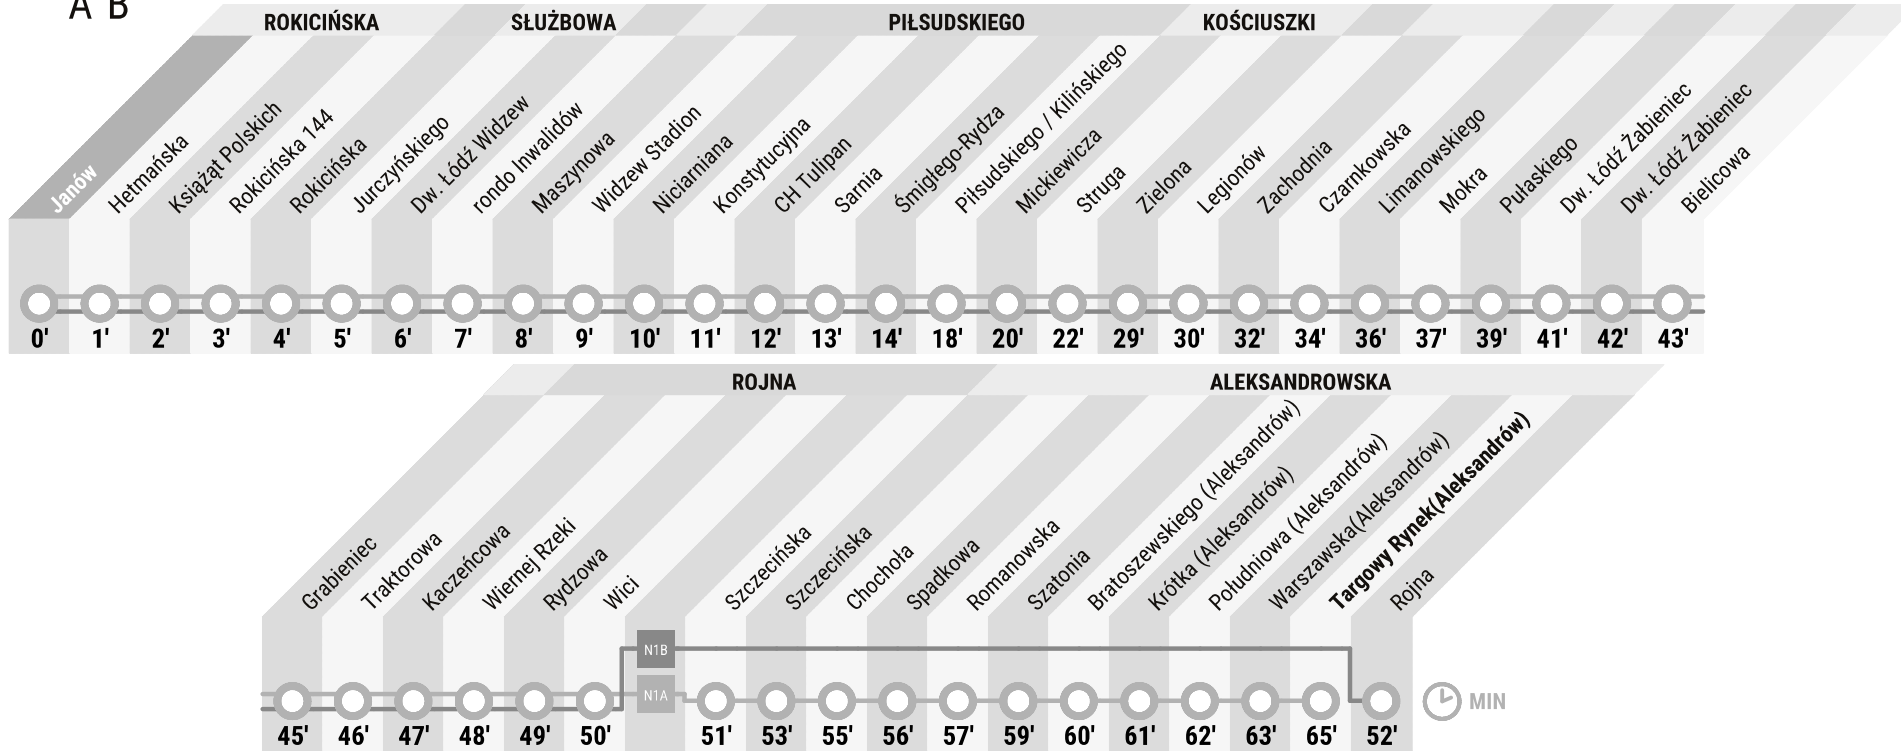 A B
ROKICIŃSKA SŁUŻBOWA PIŁSUDSKIEGO KOŚCIUSZKI
Janów
Hetmańska
Książąt Polskich
Rokicińska 144
Rokicińska
Jurczyńskiego
Dw. Łódź Widzew
rondo Inwalidów
Maszynowa
Widzew Stadion
Niciarniana
Konstytucyjna
CH Tulipan
Sarnia
Śmigłego-Rydza
Piłsudskiego / Kilińskiego
Mickiewicza
Struga
Zielona
Legionów
Zachodnia
Czarnkowska
Limanowskiego
Mokra
Pułaskiego
Dw. Łódź Żabieniec
Dw. Łódź Żabieniec
Bielicowa
0' 1' 2' 3' 4' 5' 6' 7' 8' 9' 10' 11' 12' 13' 14' 18' 20' 22' 29' 30' 32' 34' 36' 37' 39' 41' 42' 43'
ROJNA ALEKSANDROWSKA
Grabieniec
Traktorowa
Kaczeńcowa
Wiernej Rzeki
Rydzowa
Wici
Szczecińska
Szczecińska
Chochoła
Spadkowa
Romanowska
Szatonia
Bratoszewskiego (Aleksandrów)
Krótka (Aleksandrów)
Południowa (Aleksandrów)
Warszawska(Aleksandrów)
Targowy Rynek(Aleksandrów)
Rojna
N1B
N1A
MIN
45' 46' 47' 48' 49' 50' 51' 53' 55' 56' 57' 59' 60' 61' 62' 63' 65' 52'